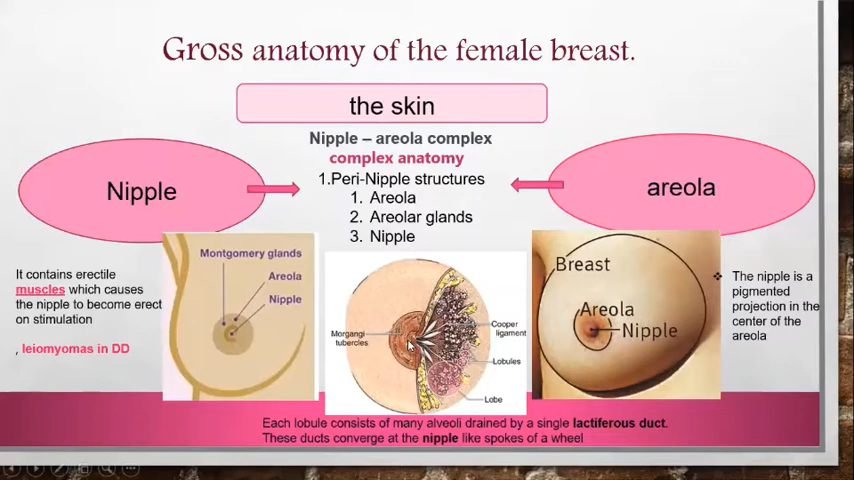 Gross anatomy of the female breast.
the skin
Nipple – areola complex
complex anatomy
Nipple
areola
1.Peri-Nipple structures
1. Areola
2. Areolar glands
3. Nipple
It contains erectile
muscles which causes
the nipple to become erect
on stimulation
, leiomyomas in DD
Montgomery glands
Areola
Nipple
Morgangi
tubercles
Cooper
ligament
Lobules
Lobe
Breast
Areola
Nipple
❖ The nipple is a
pigmented
projection in the
center of the
areola
Each lobule consists of many alveoli drained by a single lactiferous duct.
These ducts converge at the nipple like spokes of a wheel